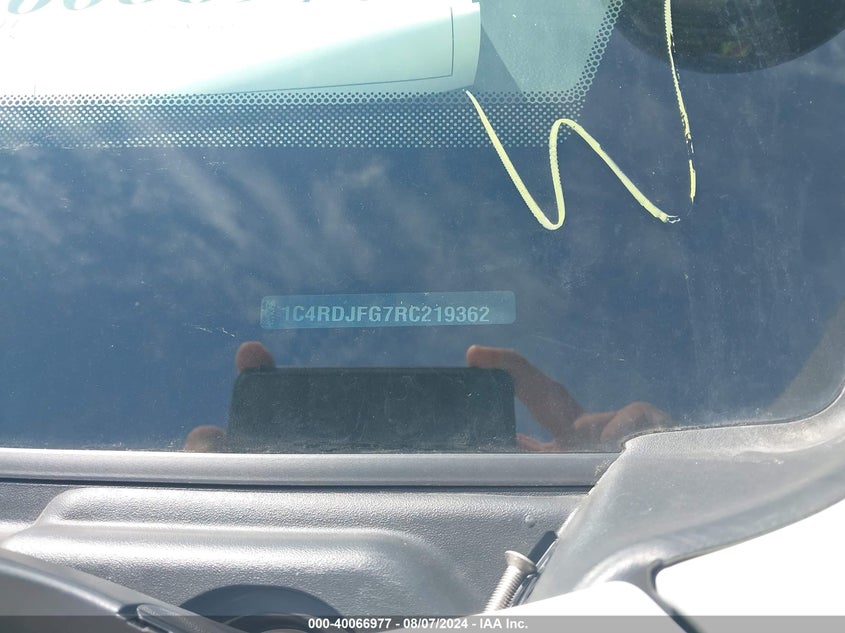 1C4RDJFG7RC219362
000-40066977 - 08/07/2024 - IAA Inc.